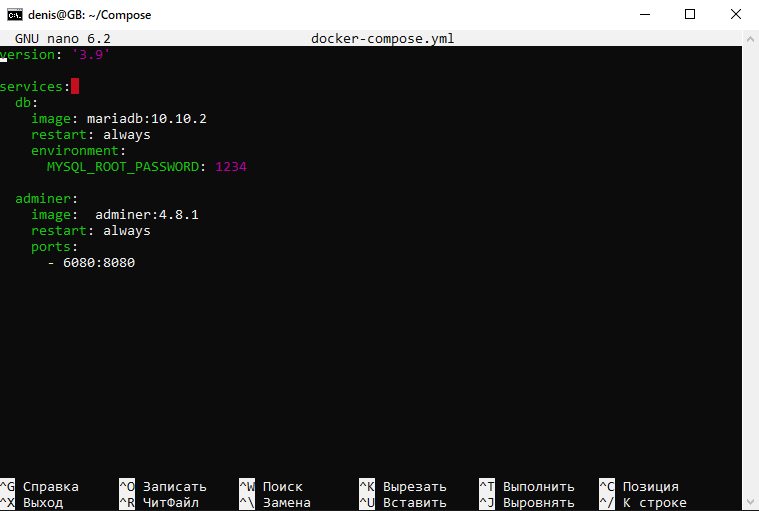 denis@GB: ~/Compose
GNU nano 6.2 docker-compose.yml
version: '3.9'
services:
db:
image: mariadb:10.10.2
restart: always
environment:
MYSQL_ROOT_PASSWORD: 1234
adminer:
image:  adminer:4.8.1
restart: always
ports:
- 6080:8080
^G Справка ^O Записать ^W Поиск ^K Вырезать ^T Выполнить ^C Позиция
^X Выход ^R ЧитФайл ^\ Замена ^U Вставить ^J Выровнять ^/ К строке